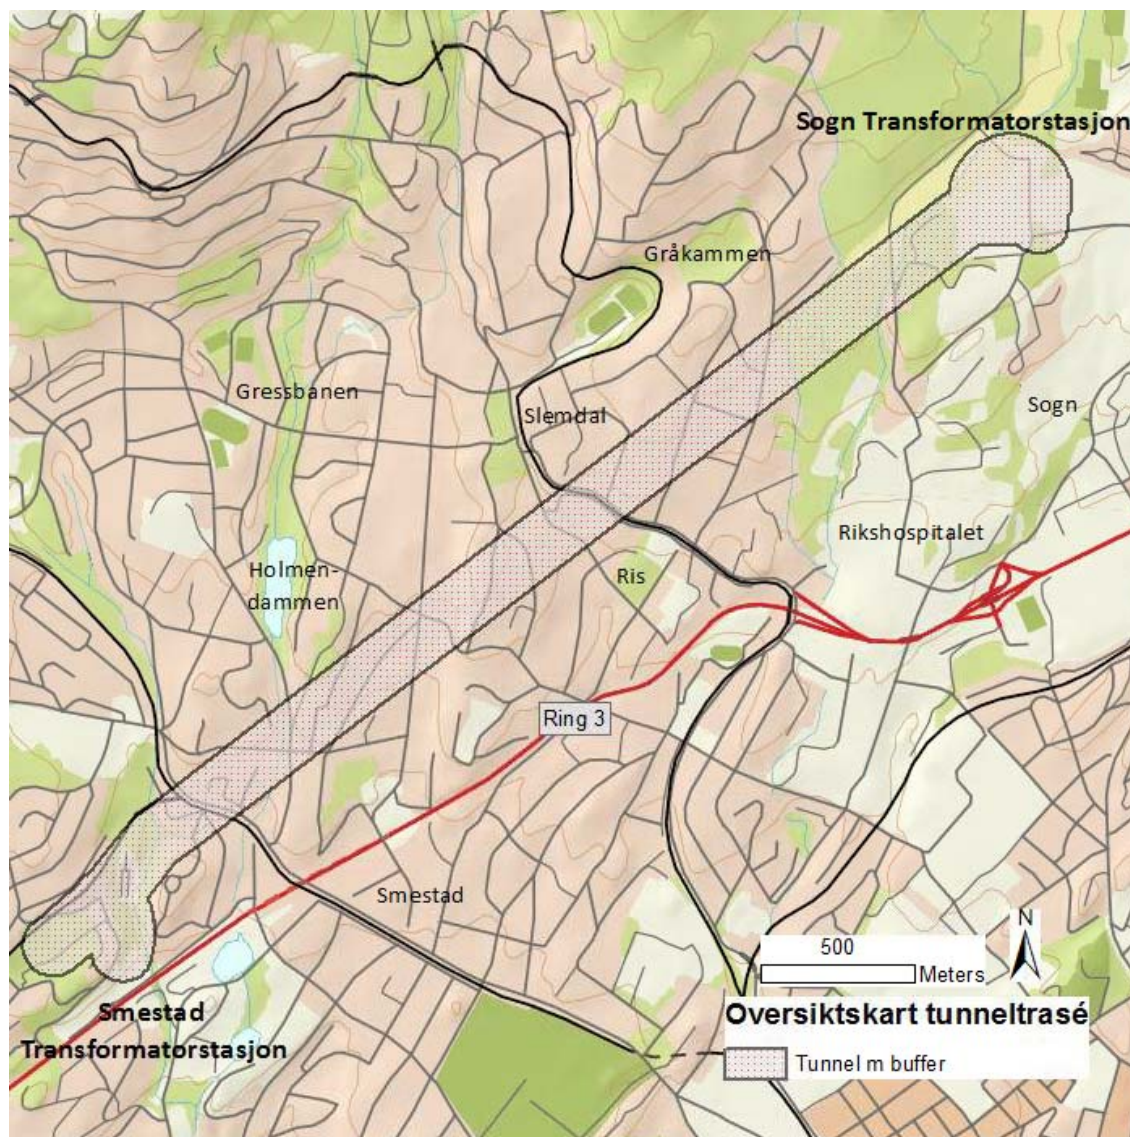 Sogn Transformatorstasjon
Gråkammen
Gressbanen
Slemdal
Sogn
Rikshospitalet
Holmen-
dammen
Ris
Ring 3
Smestad
N
500
Meters
Smestad
Transformatorstasjon
Oversiktskart tunneltrasé
Tunnel m buffer